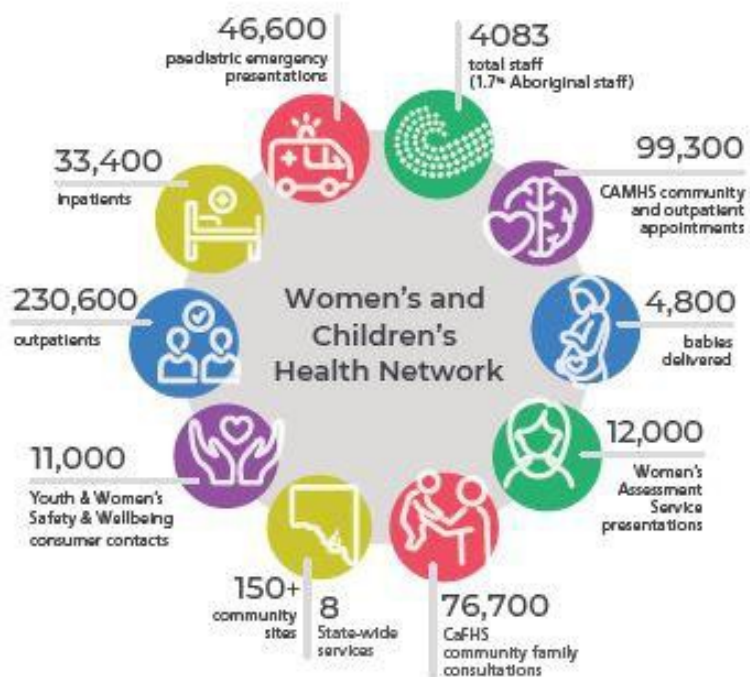 46,600
paediatric emergency
presentations
4083
total staff
(1.7% Aboriginal staff)
33,400
inpatients
99,300
CAMHS community
and outpatient
appointments
230,600
outpatients
Women's and
Children's
Health Network
4,800
babies
delivered
11,000
Youth & Women's
Safety & Wellbeing
consumer contacts
12,000
Women's
Assessment
Service
presentations
150+
community
sites
8
State-wide
services
76,700
CaFHS
community family
consultations